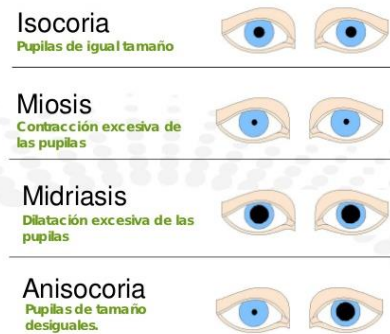 Isocoria
Pupilas de igual tamaño
Miosis
Contracción excesiva de
las pupilas
Midriasis
Dilatación excesiva de las
pupilas
Anisocoria
Pupilas de tamaño
desiguales.